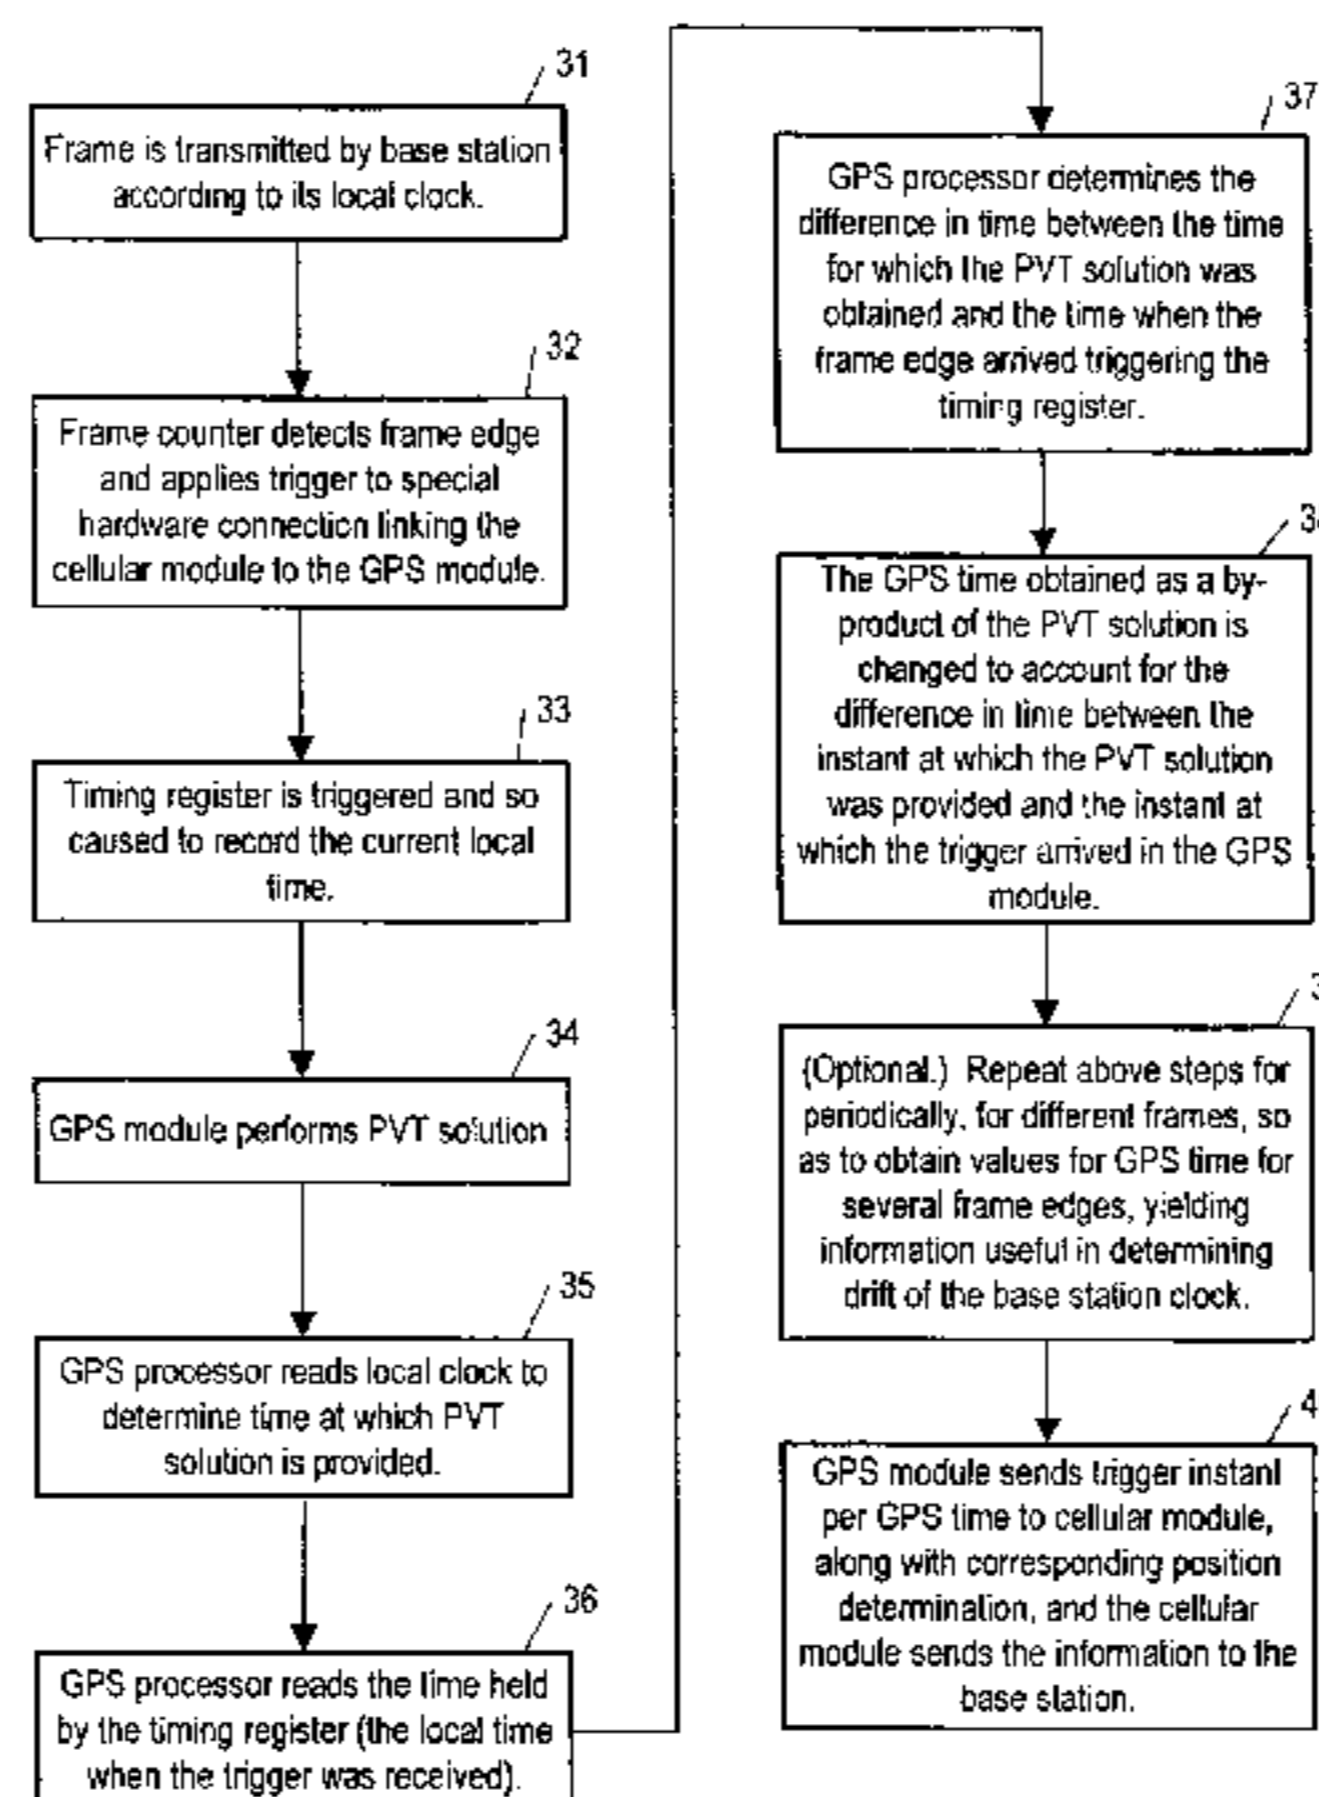 31
Frame is transmitted by base station
according to its local clock.
32
Frame counter detects frame edge
and applies trigger to special
hardware connection linking the
cellular module to the GPS module.
33
Timing register is triggered and so
caused to record the current local
time.
34
GPS module performs PVT solution
35
GPS processor reads local clock to
determine time at which PVT
solution is provided.
36
GPS processor reads the time held
by the timing register (the local time
when the trigger was received).
37
GPS processor determines the
difference in time between the time
for which the PVT solution was
obtained and the time when the
frame edge arrived triggering the
timing register.
The GPS time obtained as a by-
product of the PVT solution is
changed to account for the
difference in time between the
instant at which the PVT solution
was provided and the instant at
which the trigger arrived in the GPS
module.
(Optional.) Repeat above steps for
periodically, for different frames, so
as to obtain values for GPS time for
several frame edges, yielding
information useful in determining
drift of the base station clock.
GPS module sends trigger instant
per GPS time to cellular module,
along with corresponding position
determination, and the cellular
module sends the information to the
base station.